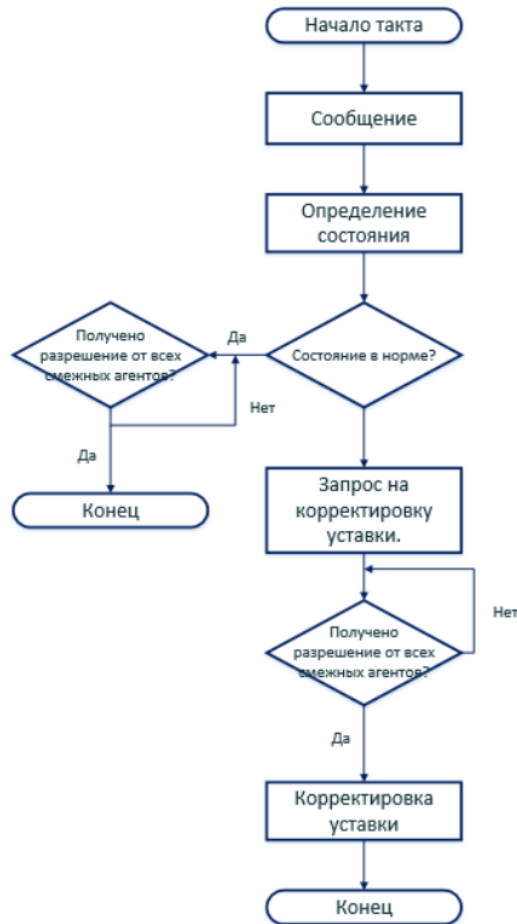 Начало такта
Сообщение
Определение
состояния
Состояние в норме?
Да
Получено
разрешение от всех
смежных агентов?
Нет
Да
Конец
Запрос на
корректировку
уставки.
Нет
Получено
разрешение от всех
смежных агентов?
Да
Корректировка
уставки
Конец